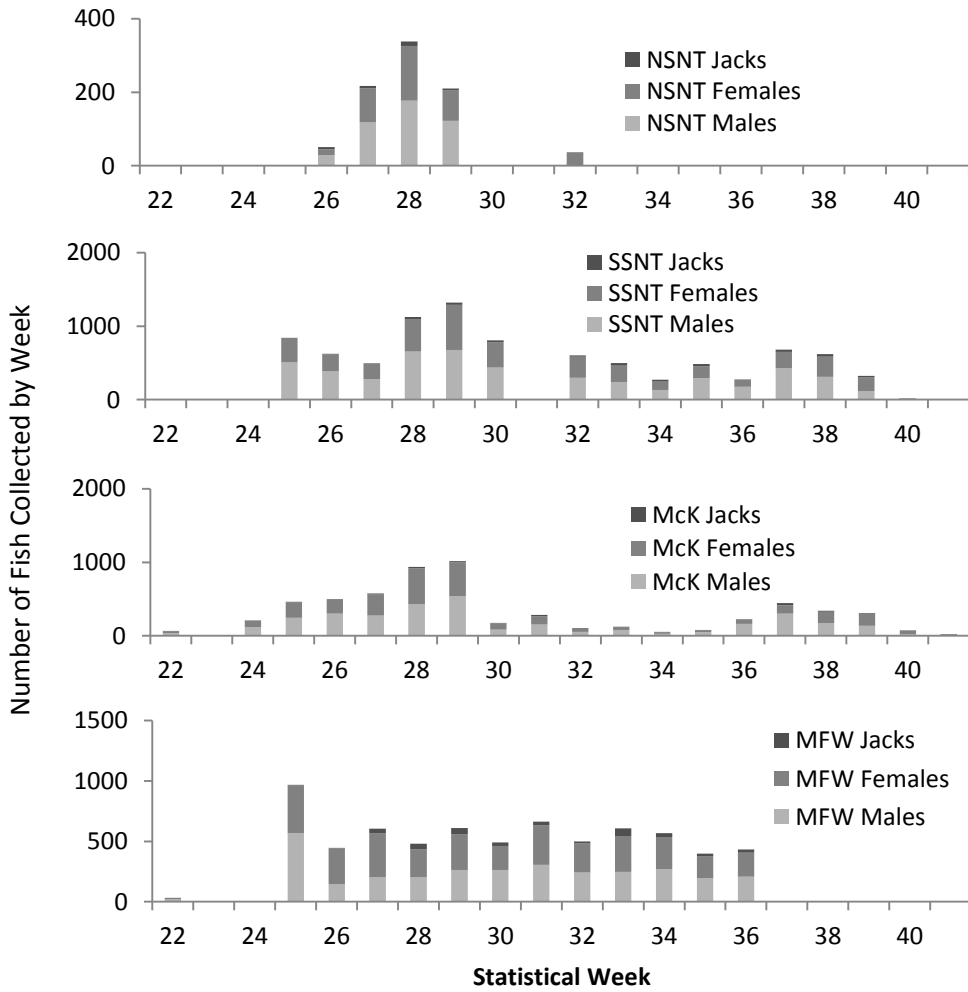 Number of Fish Collected by Week
400
200
0
NSNT Jacks
NSNT Females
NSNT Males
22 24 26 28 30 32 34 36 38 40
2000
1000
0
SSNT Jacks
SSNT Females
SSNT Males
22 24 26 28 30 32 34 36 38 40
2000
1000
0
McK Jacks
McK Females
McK Males
22 24 26 28 30 32 34 36 38 40
1500
1000
500
0
MFW Jacks
MFW Females
MFW Males
22 24 26 28 30 32 34 36 38 40
Statistical Week